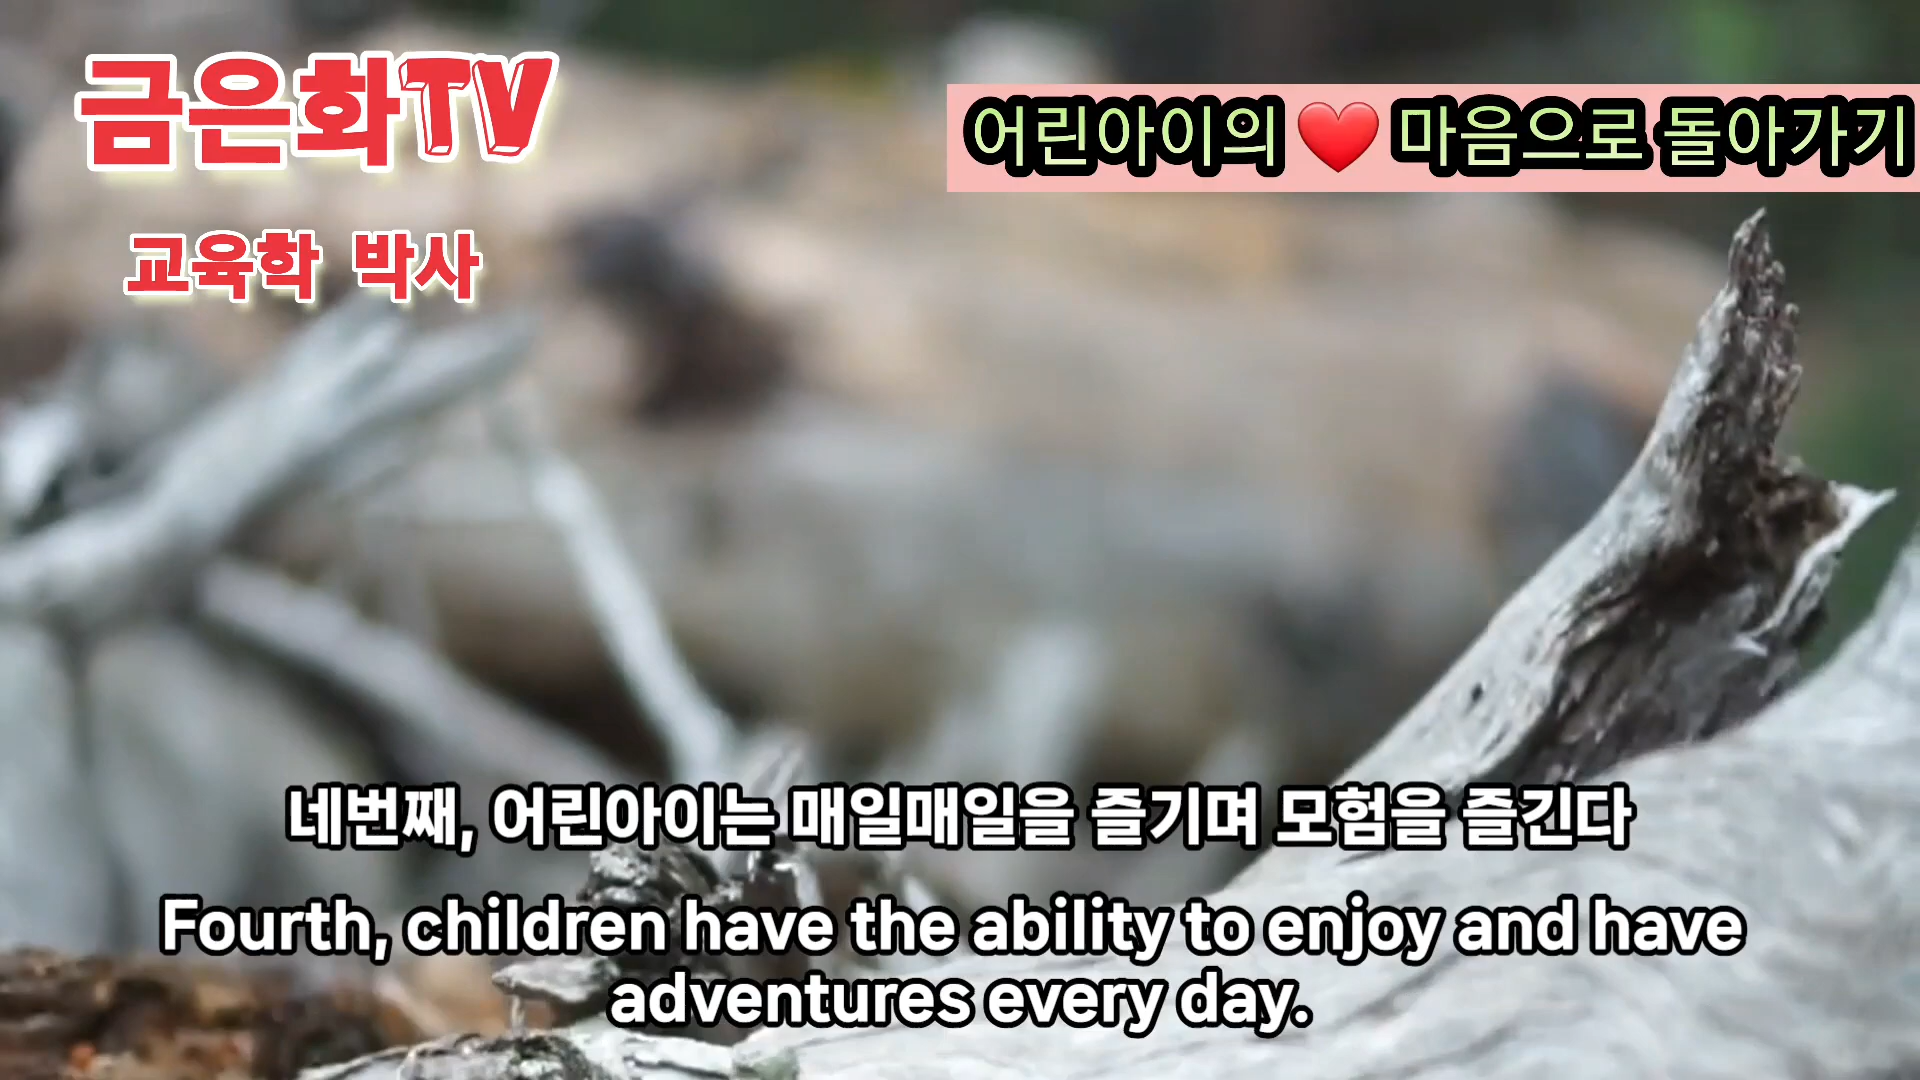 금은화TV
교육학 박사
어린아이의 ❤️ 마음으로 돌아가기
네번째, 어린아이는 매일매일을 즐기며 모험을 즐긴다
Fourth, children have the ability to enjoy and have
adventures every day.